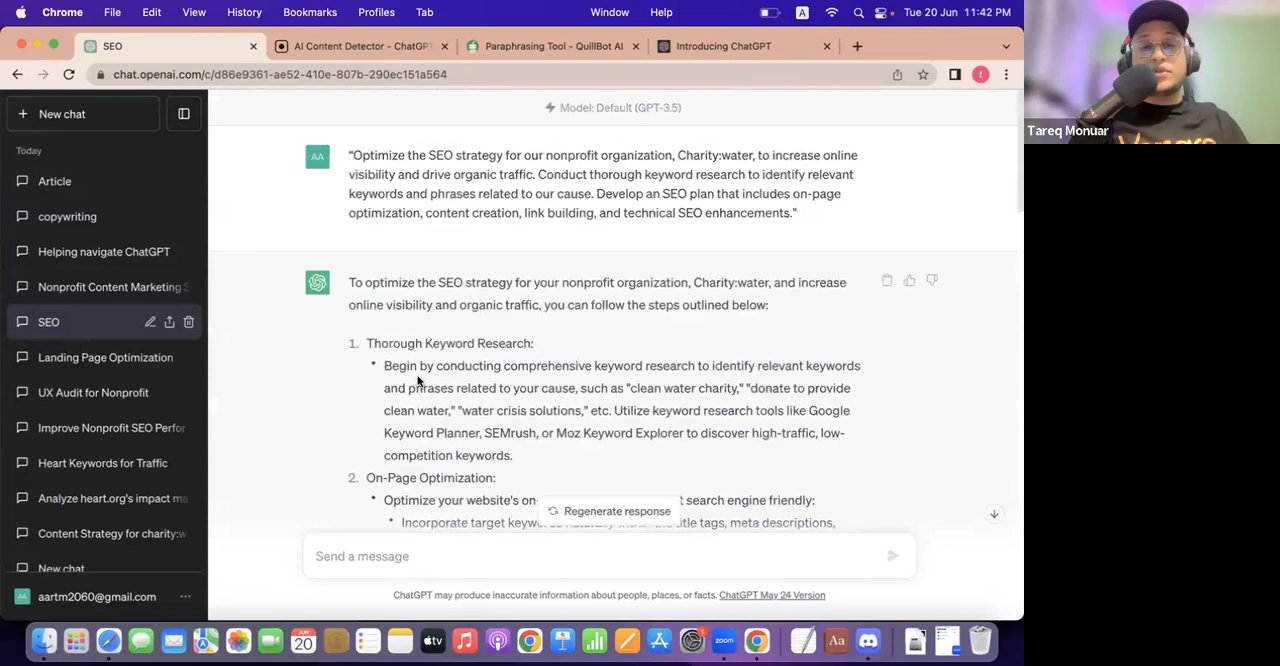 Chrome File Edit View History Bookmarks Profiles Tab Window Help A Tue 20 Jun 11:42 PM
SEO AI Content Detector - ChatGP Paraphrasing Tool - QuillBot AI Introducing ChatGPT
chat.openai.com/c/d86e9361-ae52-410e-807b-290ec151a564 t
New chat
Today
Article
copywriting
Helping navigate ChatGPT
Nonprofit Content Marketing S
SEO
Landing Page Optimization
UX Audit for Nonprofit
Improve Nonprofit SEO Perfor
Heart Keywords for Traffic
Analyze heart.org's impact ma
Content Strategy for charity:w
New chat
aartm2060@gmail.com
Model: Default (GPT-3.5)
AA
"Optimize the SEO strategy for our nonprofit organization, Charity:water, to increase online
visibility and drive organic traffic. Conduct thorough keyword research to identify relevant
keywords and phrases related to our cause. Develop an SEO plan that includes on-page
optimization, content creation, link building, and technical SEO enhancements."
To optimize the SEO strategy for your nonprofit organization, Charity:water, and increase
online visibility and organic traffic, you can follow the steps outlined below:
1. Thorough Keyword Research:
• Begin by conducting comprehensive keyword research to identify relevant keywords
and phrases related to your cause, such as "clean water charity," "donate to provide
clean water," "water crisis solutions," etc. Utilize keyword research tools like Google
Keyword Planner, SEMrush, or Moz Keyword Explorer to discover high-traffic, low-
competition keywords.
2. On-Page Optimization:
• Optimize your website's on- t search engine friendly:
Regenerate response
• Incorporate target title tags, meta descriptions,
Send a message
ChatGPT may produce inaccurate information about people, places, or facts. ChatGPT May 24 Version
AA
Tareq Monuar
JUN
20
tv
zoom
Aa